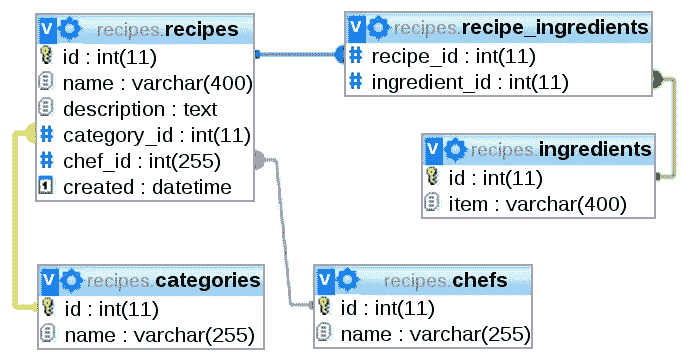 recipes.recipes
id : int(11)
name : varchar(400)
description : text
category_id : int(11)
chef_id : int(255)
created : datetime
recipes.recipe_ingredients
recipe_id : int(11)
ingredient_id : int(11)
recipes.ingredients
id : int(11)
item : varchar(400)
recipes.categories
id : int(11)
name : varchar(255)
recipes.chefs
id : int(11)
name : varchar(255)